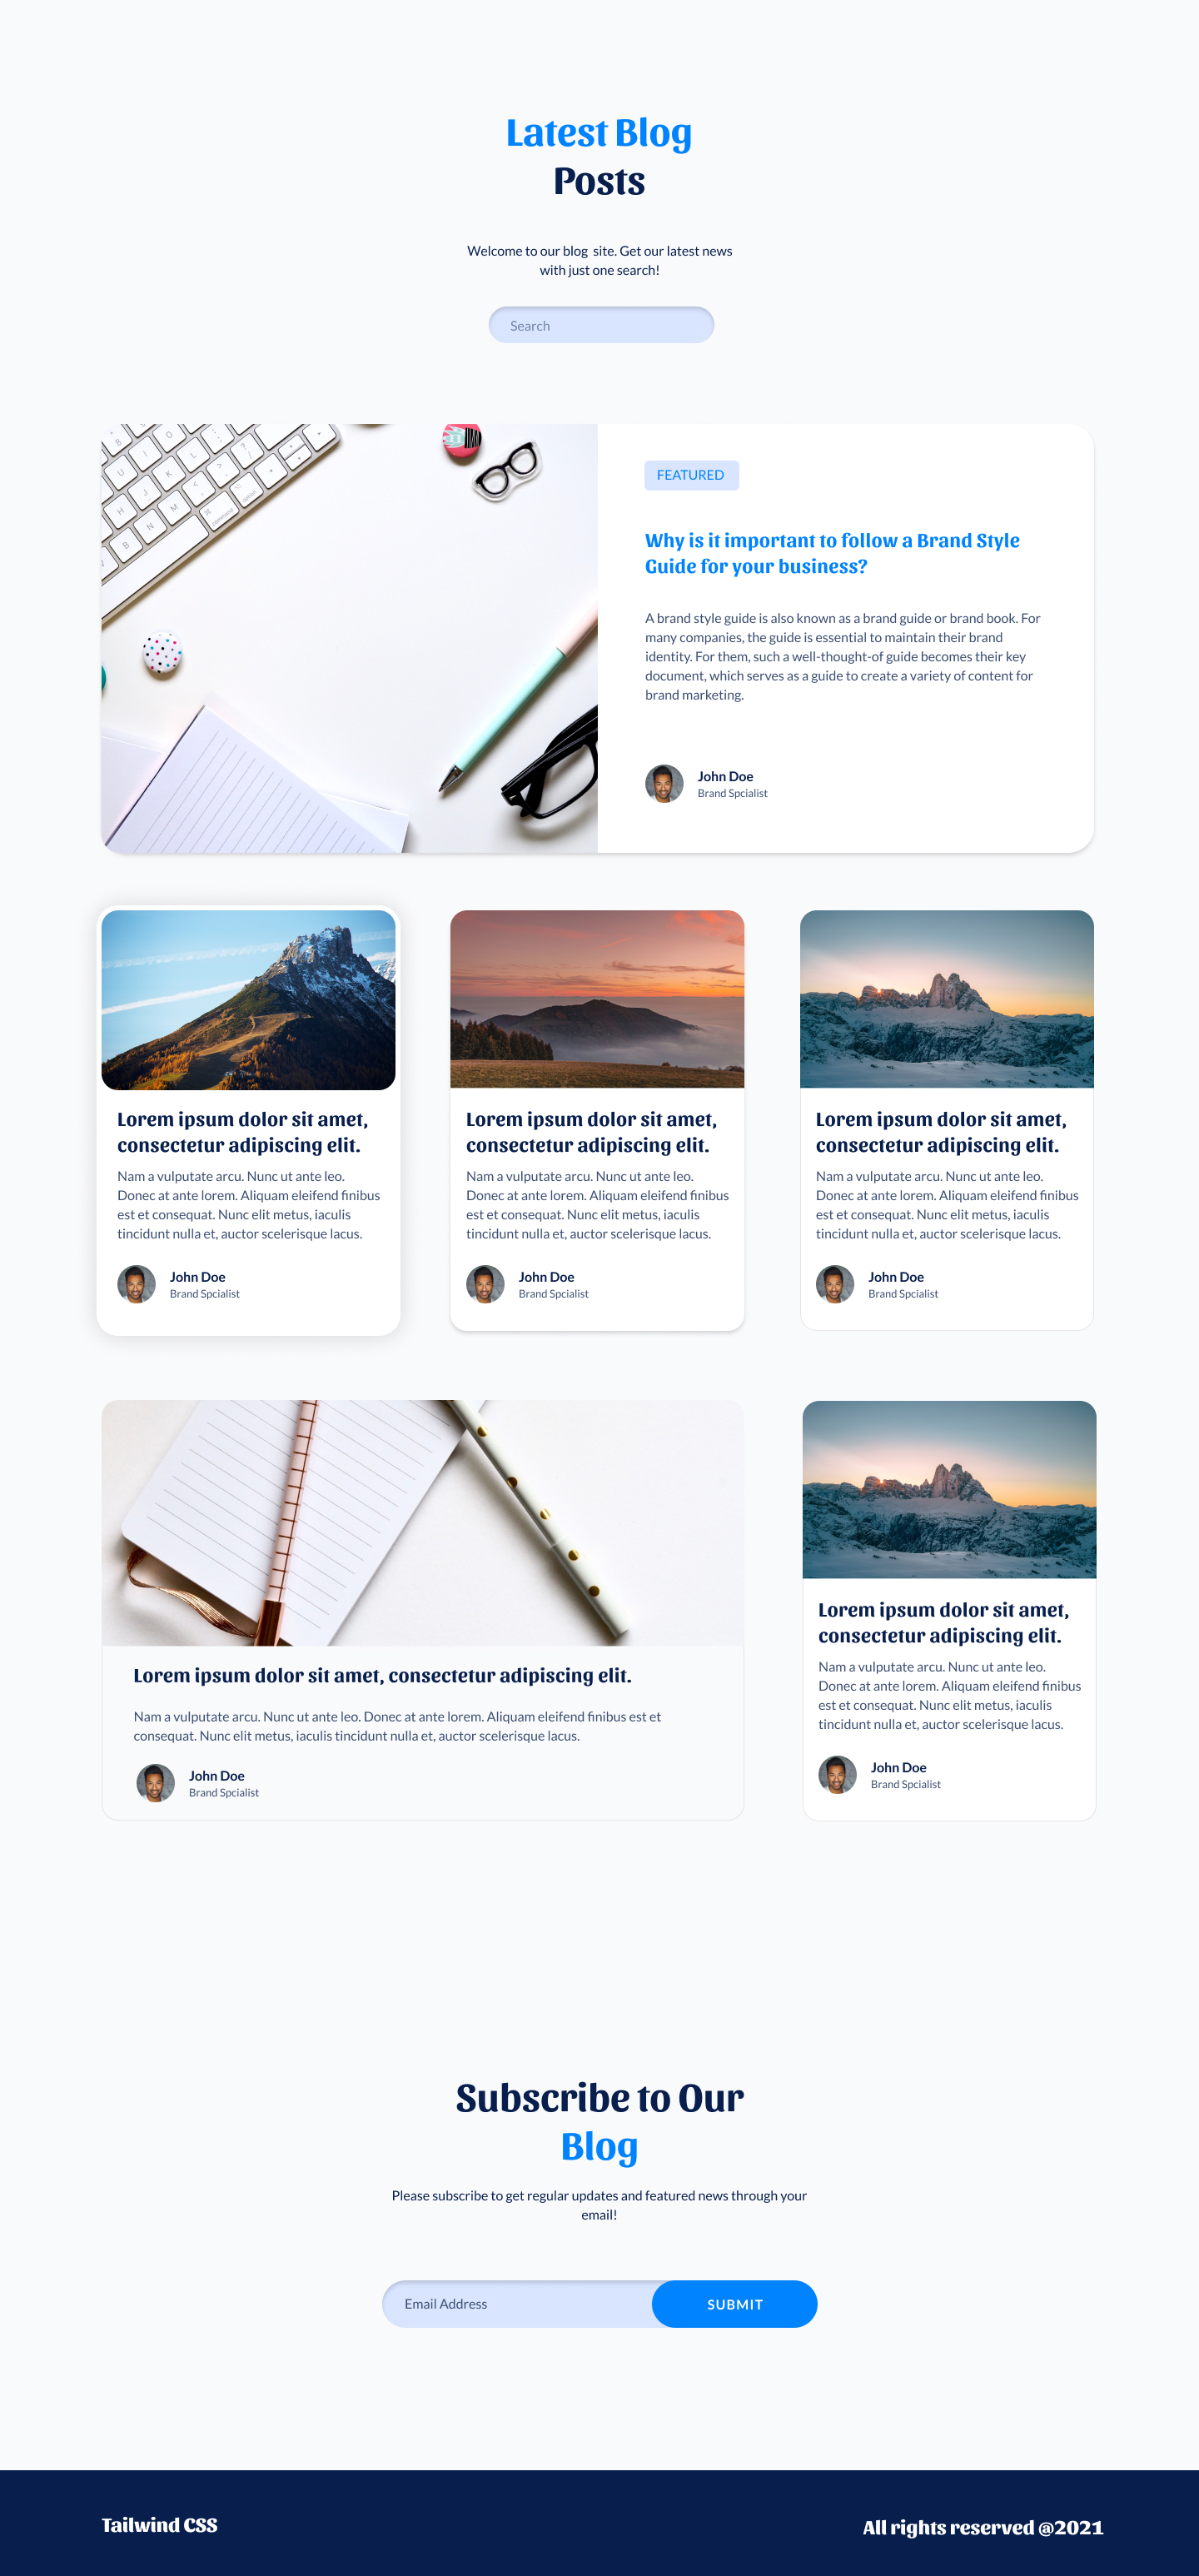 Latest Blog
Posts
Welcome to our blog  site. Get our latest news
with just one search!
Search
FEATURED
Why is it important to follow a Brand Style
Guide for your business?
A brand style guide is also known as a brand guide or brand book. For
many companies, the guide is essential to maintain their brand
identity. For them, such a well-thought-of guide becomes their key
document, which serves as a guide to create a variety of content for
brand marketing.
John Doe
Brand Spcialist
Lorem ipsum dolor sit amet,
consectetur adipiscing elit.
Nam a vulputate arcu. Nunc ut ante leo.
Donec at ante lorem. Aliquam eleifend finibus
est et consequat. Nunc elit metus, iaculis
tincidunt nulla et, auctor scelerisque lacus.
John Doe
Brand Spcialist
Lorem ipsum dolor sit amet,
consectetur adipiscing elit.
Nam a vulputate arcu. Nunc ut ante leo.
Donec at ante lorem. Aliquam eleifend finibus
est et consequat. Nunc elit metus, iaculis
tincidunt nulla et, auctor scelerisque lacus.
John Doe
Brand Spcialist
Lorem ipsum dolor sit amet,
consectetur adipiscing elit.
Nam a vulputate arcu. Nunc ut ante leo.
Donec at ante lorem. Aliquam eleifend finibus
est et consequat. Nunc elit metus, iaculis
tincidunt nulla et, auctor scelerisque lacus.
John Doe
Brand Spcialist
Lorem ipsum dolor sit amet, consectetur adipiscing elit.
Nam a vulputate arcu. Nunc ut ante leo. Donec at ante lorem. Aliquam eleifend finibus est et
consequat. Nunc elit metus, iaculis tincidunt nulla et, auctor scelerisque lacus.
John Doe
Brand Spcialist
Lorem ipsum dolor sit amet,
consectetur adipiscing elit.
Nam a vulputate arcu. Nunc ut ante leo.
Donec at ante lorem. Aliquam eleifend finibus
est et consequat. Nunc elit metus, iaculis
tincidunt nulla et, auctor scelerisque lacus.
John Doe
Brand Spcialist
Subscribe to Our
Blog
Please subscribe to get regular updates and featured news through your
email!
Email Address
SUBMIT
Tailwind CSS
All rights reserved @2021